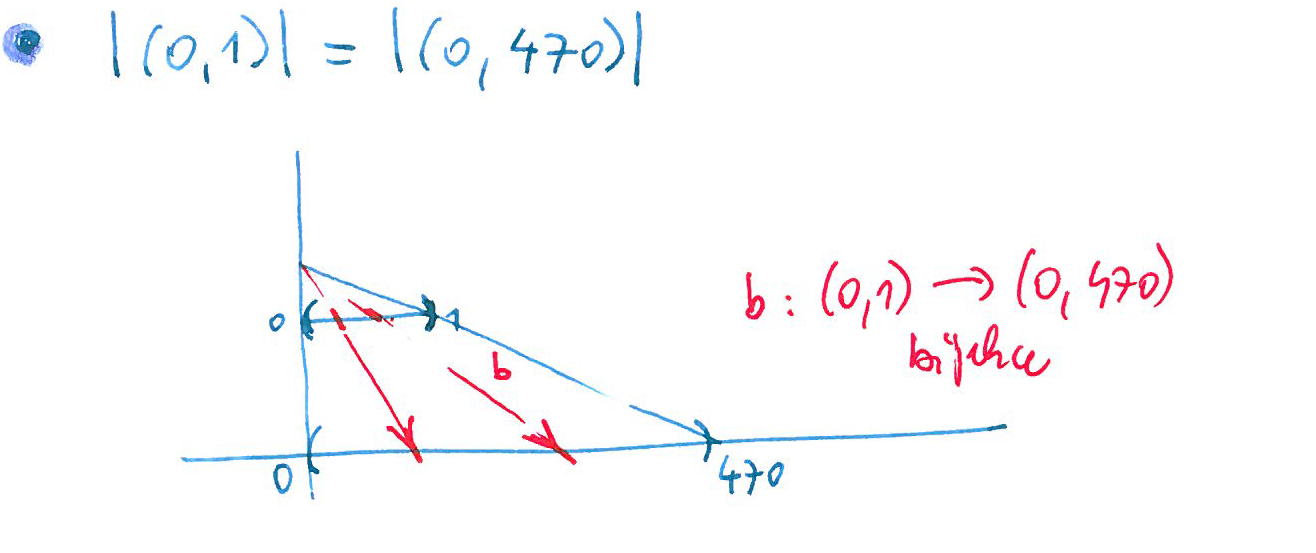 |(0,1)| = |(0,470)|
0
1
b
b : (0,1) → (0,470)
bijekce
0
470